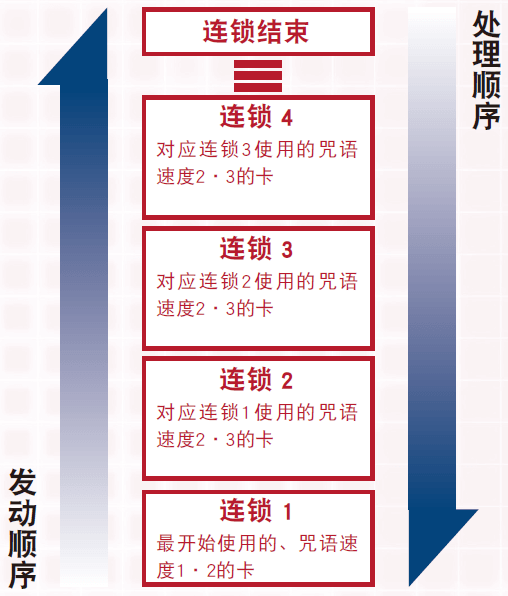 连锁结束
处理顺序
连锁 4
对应连锁3使用的咒语
速度2·3的卡
连锁 3
对应连锁2使用的咒语
速度2·3的卡
连锁 2
对应连锁1使用的咒语
速度2·3的卡
连锁 1
最开始使用的、咒语速
度1·2的卡
发动顺序